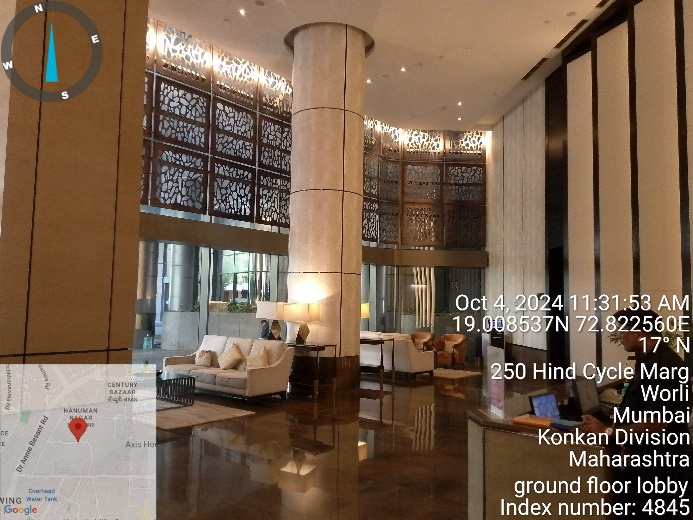 N
E
W
S
Oct 4, 2024 11:31:53 AM
19.008537N 72.822560E
17° N
250 Hind Cycle Marg
Worli
Mumbai
Konkan Division
Maharashtra
ground floor lobby
Index number: 4845
CENTURY
BAZAAR
HANUMAN
NAGAR
Dr Annie Besant Rd
Axis Ho
Overhead
Water Tank
WING
Google